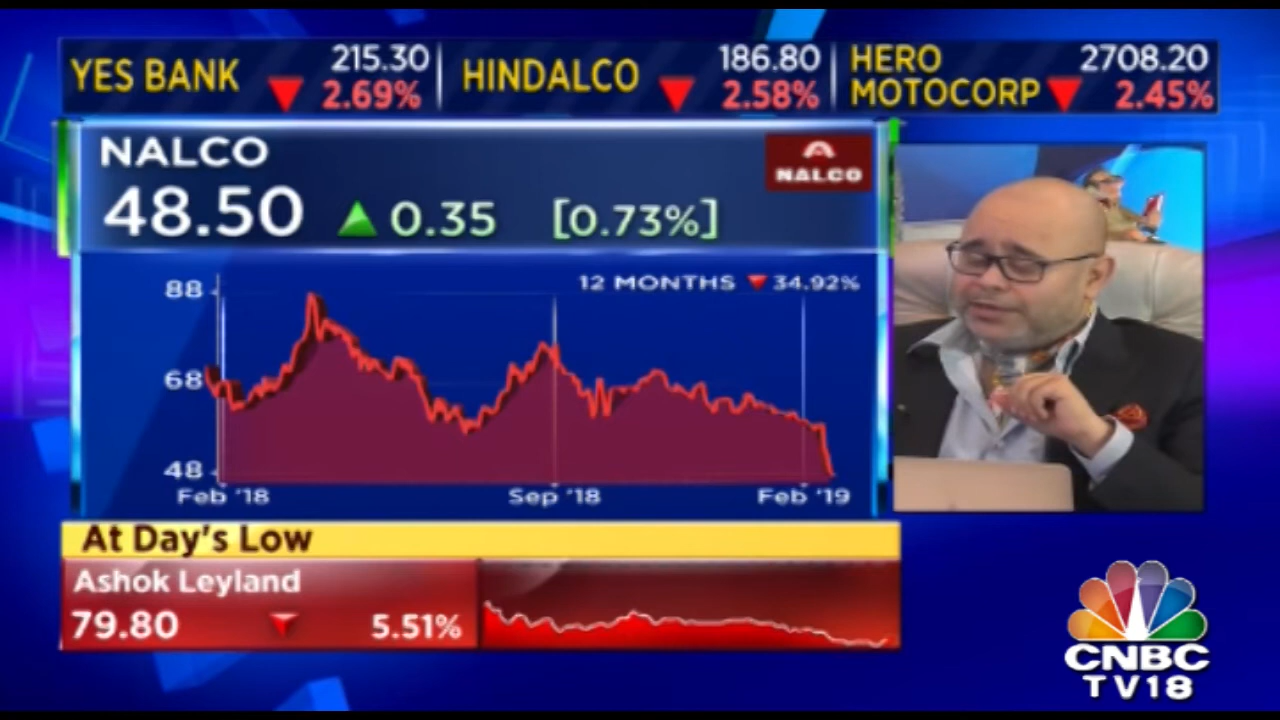 YES BANK 215.30 2.69%
HINDALCO 186.80 2.58%
HERO MOTOCORP 2708.20 2.45%
NALCO
48.50 0.35 [0.73%]
NALCO
12 MONTHS 34.92%
88
68
48
Feb '18 Sep '18 Feb '19
At Day's Low
Ashok Leyland
79.80 5.51%
CNBC
TV18